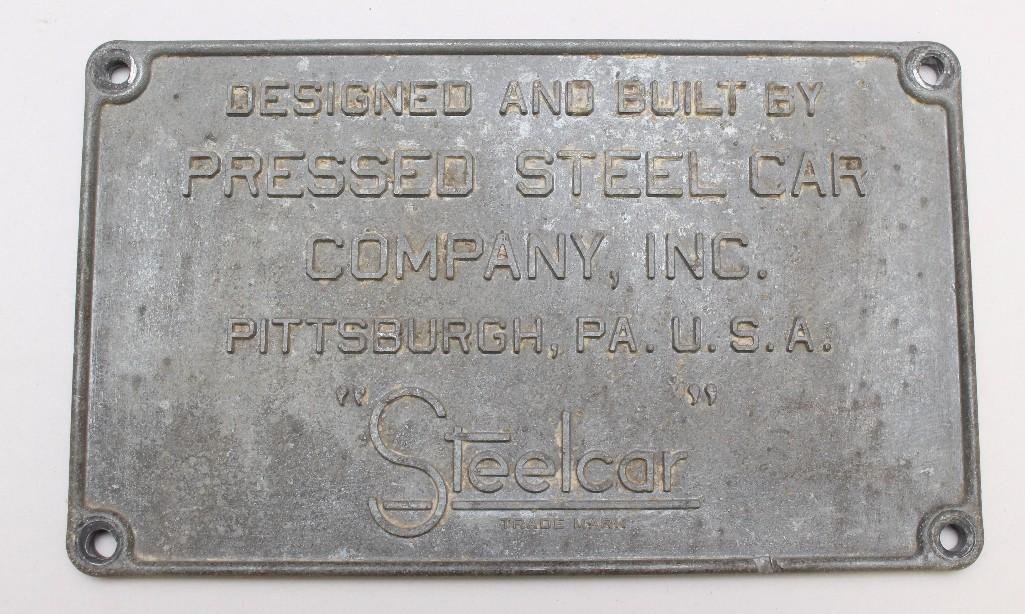 DESIGNED AND BUILT BY
PRESSED STEEL CAR
COMPANY, INC.
PITTSBURGH, PA. U. S. A.
"Steelcar"
TRADE MARK